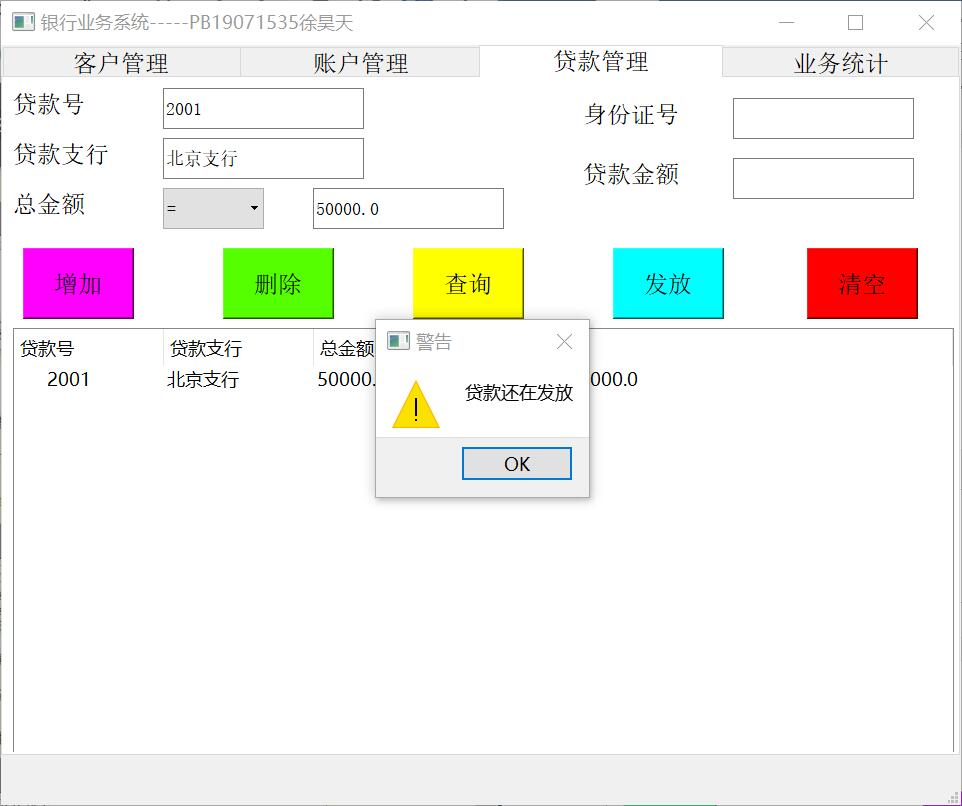 银行业务系统-----PB19071535徐昊天
客户管理 账户管理 贷款管理 业务统计
贷款号 2001 身份证号
贷款支行 北京支行 贷款金额
总金额 = 50000.0
增加 删除 查询 发放 清空
警告
贷款号 贷款支行 总金额
2001 北京支行 50000. 000.0
贷款还在发放
OK